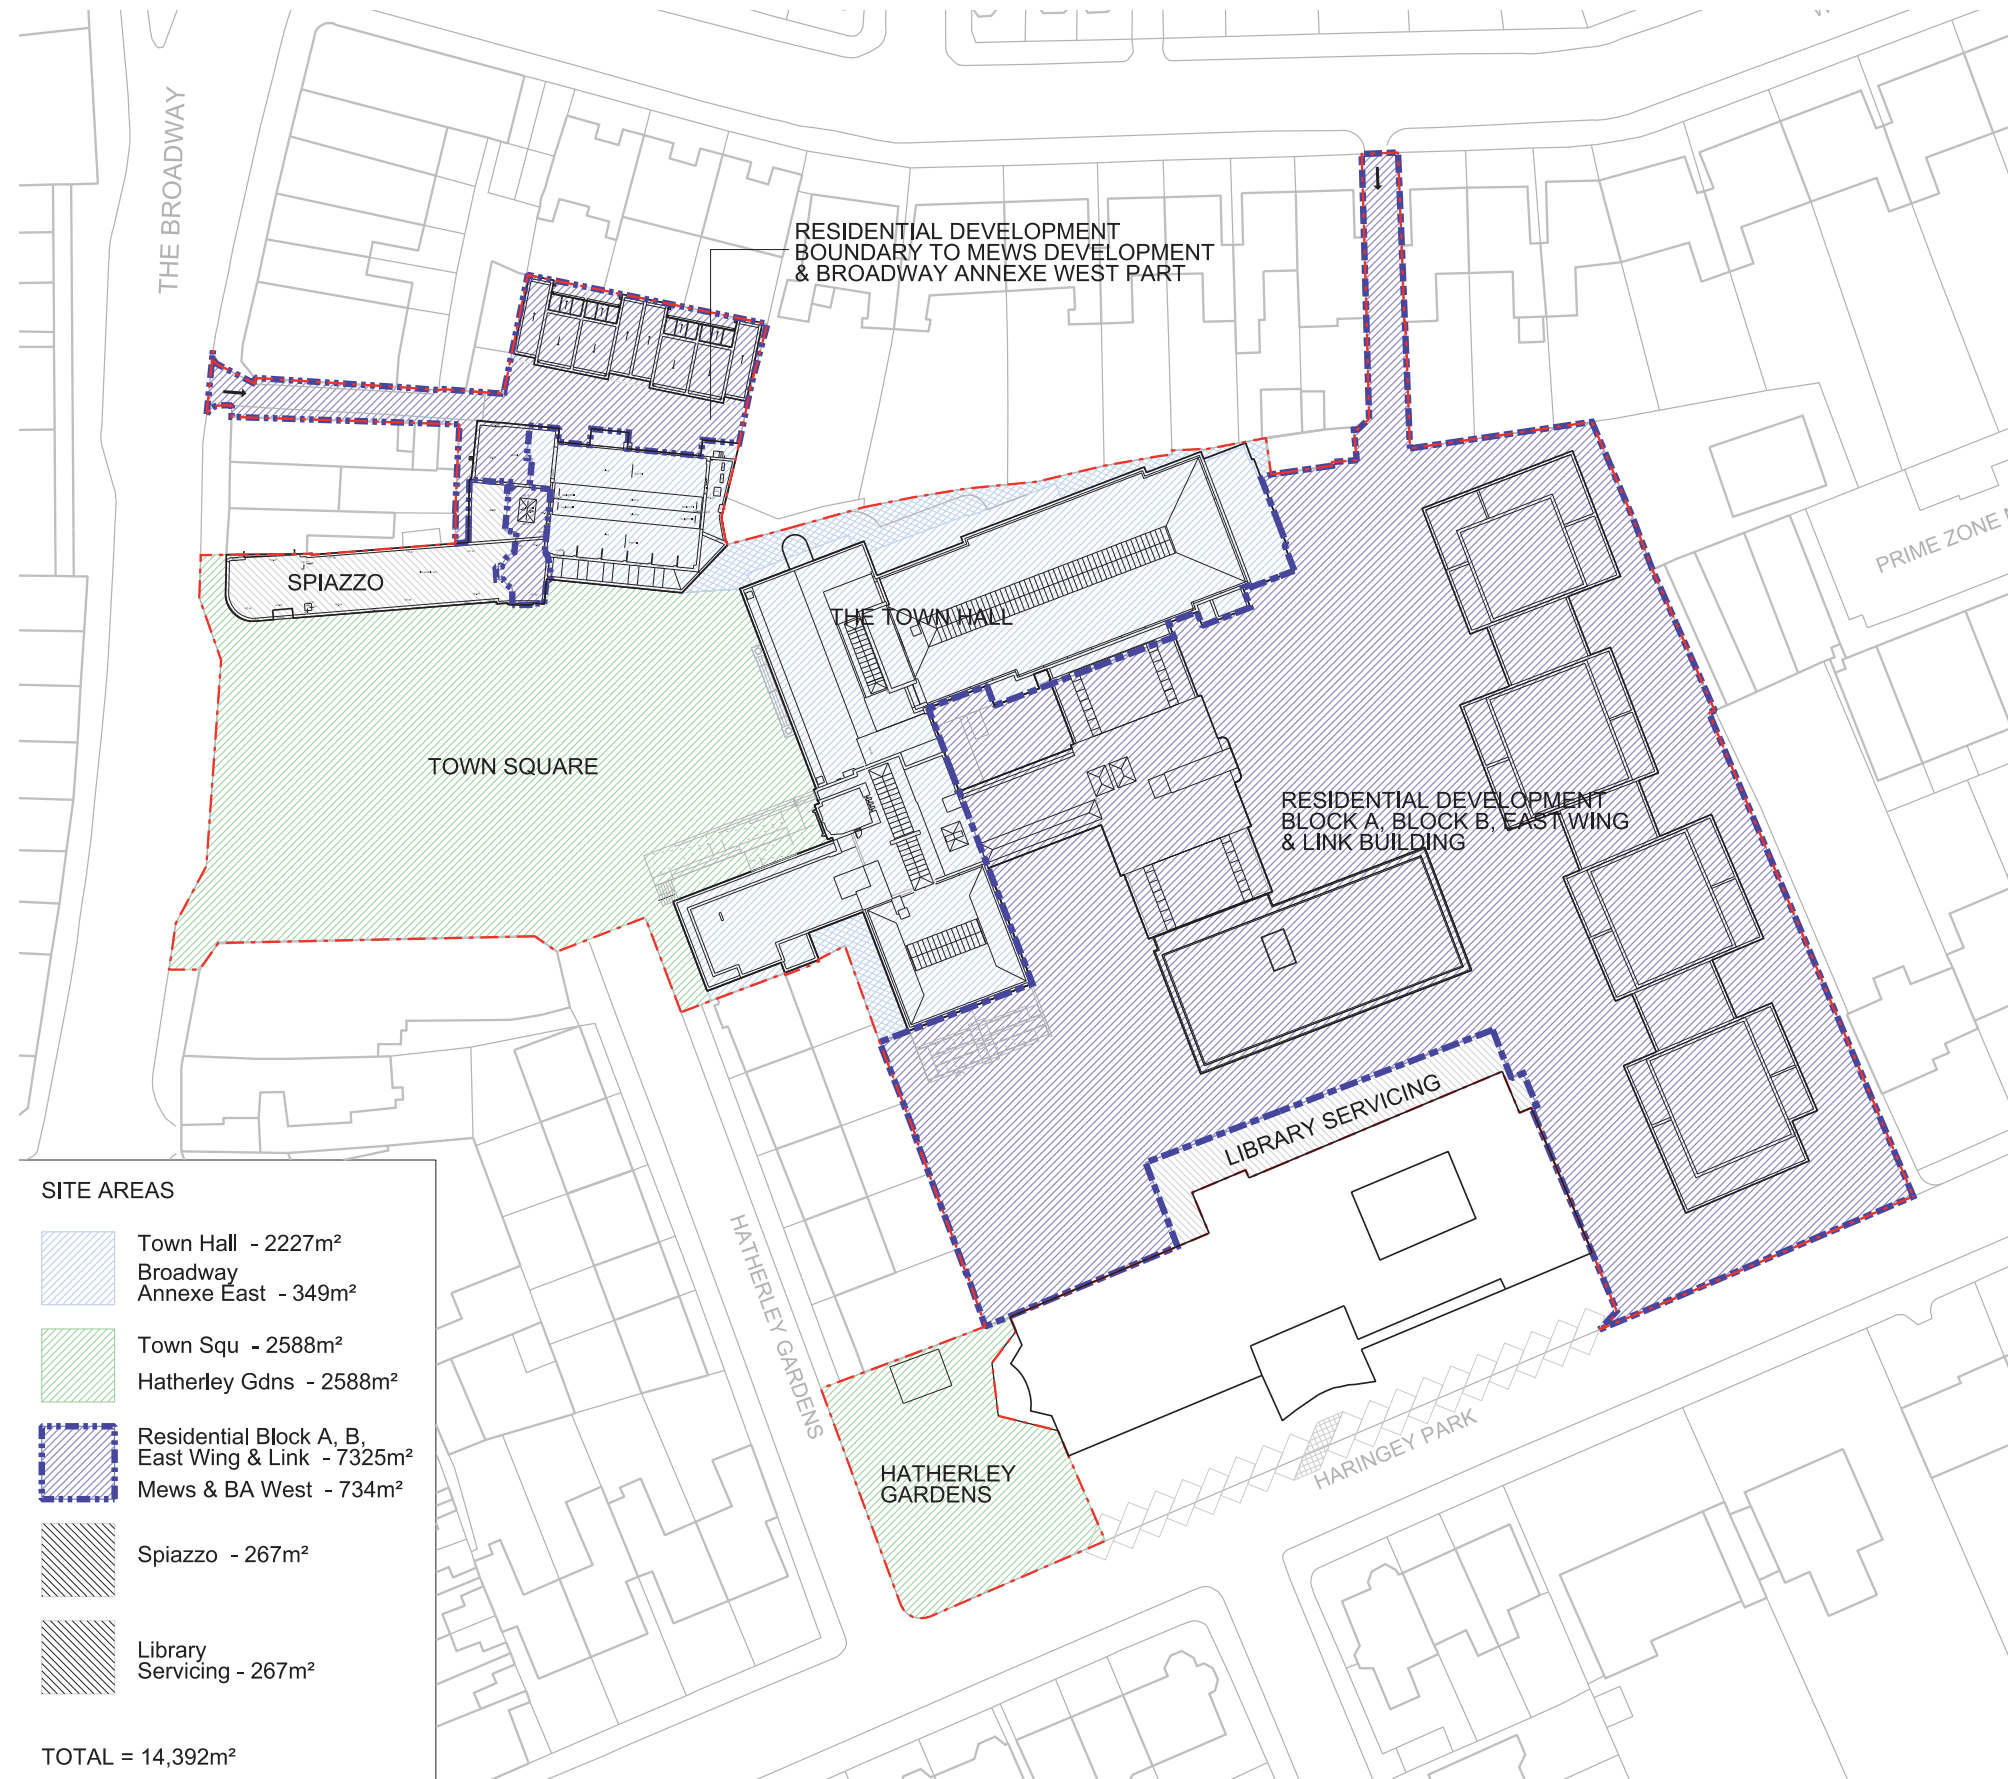 THE BROADWAY
RESIDENTIAL DEVELOPMENT
BOUNDARY TO MEWS DEVELOPMENT
& BROADWAY ANNEXE WEST PART
PRIME ZONE
SPIAZZO
THE TOWN HALL
TOWN SQUARE
RESIDENTIAL DEVELOPMENT
BLOCK A, BLOCK B, EAST WING
& LINK BUILDING
LIBRARY SERVICING
HATHERLEY GARDENS
HARINGEY PARK
HATHERLEY
GARDENS
SITE AREAS
Town Hall - 2227m²
Broadway
Annexe East - 349m²
Town Squ - 2588m²
Hatherley Gdns - 2588m²
Residential Block A, B,
East Wing & Link - 7325m²
Mews & BA West - 734m²
Spiazzo - 267m²
Library
Servicing - 267m²
TOTAL = 14,392m²